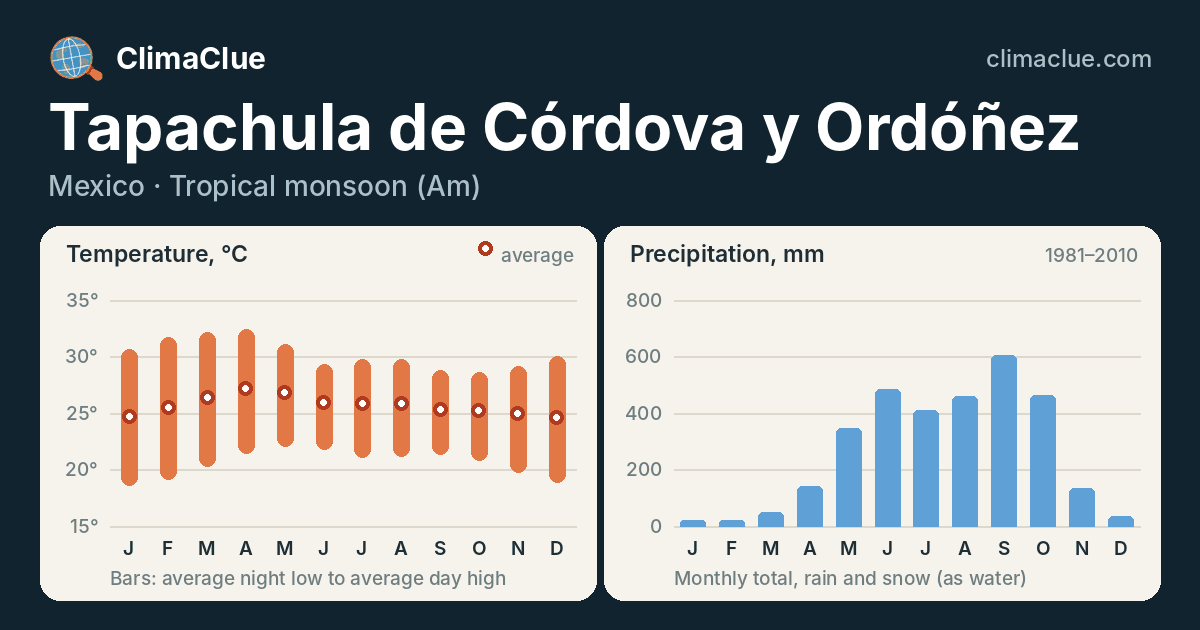 ClimaClue
climaclue.com
Tapachula de Córdova y Ordóñez
Mexico · Tropical monsoon (Am)
Temperature, °C
average
35°
30°
25°
20°
15°
J F M A M J J A S O N D
Bars: average night low to average day high
Precipitation, mm
1981–2010
800
600
400
200
0
J F M A M J J A S O N D
Monthly total, rain and snow (as water)